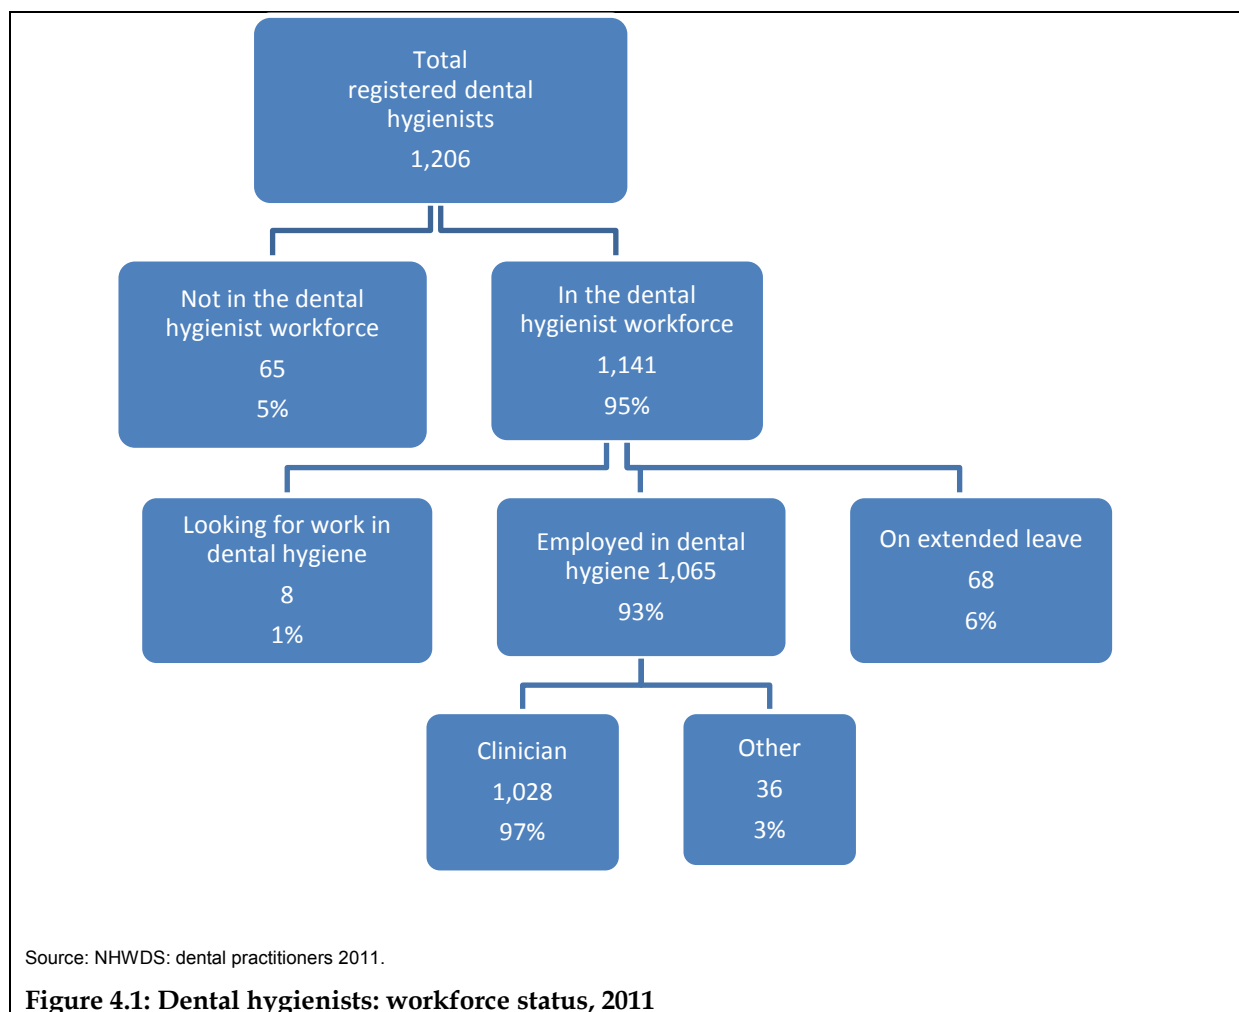 Total
registered dental
hygienists
1,206
Not in the dental
hygienist workforce
65
5%
In the dental
hygienist workforce
1,141
95%
Looking for work in
dental hygiene
8
1%
Employed in dental
hygiene 1,065
93%
On extended leave
68
6%
Clinician
1,028
97%
Other
36
3%
Source: NHWDS: dental practitioners 2011.
Figure 4.1: Dental hygienists: workforce status, 2011